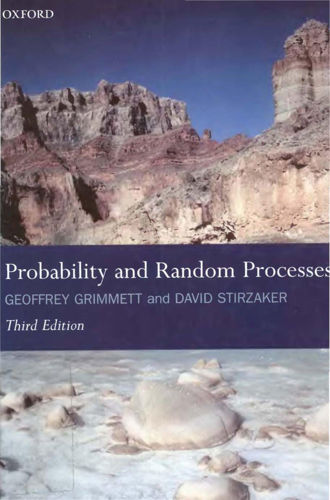 OXFORD
Probability and Random Processes
GEOFFREY GRIMMETT and DAVID STIRZAKER
Third Edition